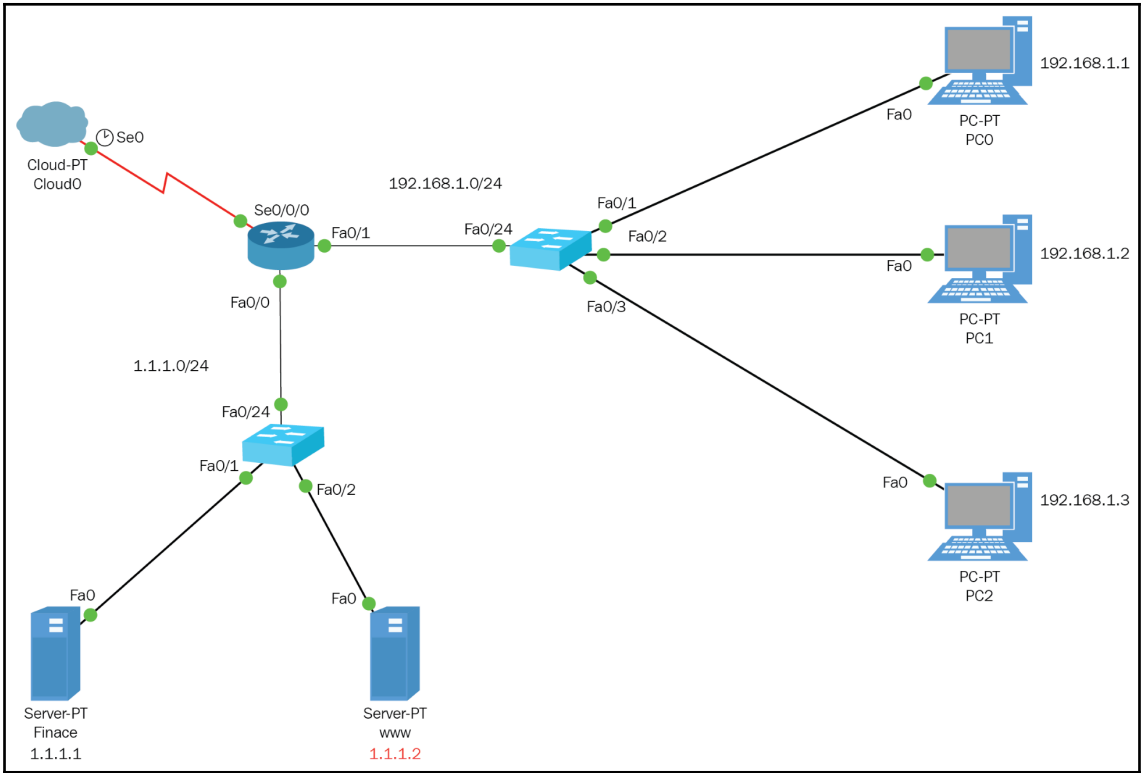 192.168.1.1
Fa0
PC-PT
PC0
Se0
Cloud-PT
Cloud0
192.168.1.0/24
Se0/0/0
Fa0/1
Fa0/24
Fa0/1
Fa0/2
Fa0/3
Fa0
192.168.1.2
PC-PT
PC1
Fa0/0
1.1.1.0/24
Fa0/24
Fa0/1
Fa0/2
Fa0
192.168.1.3
PC-PT
PC2
Fa0
Server-PT
Finace
1.1.1.1
Fa0
Server-PT
www
1.1.1.2